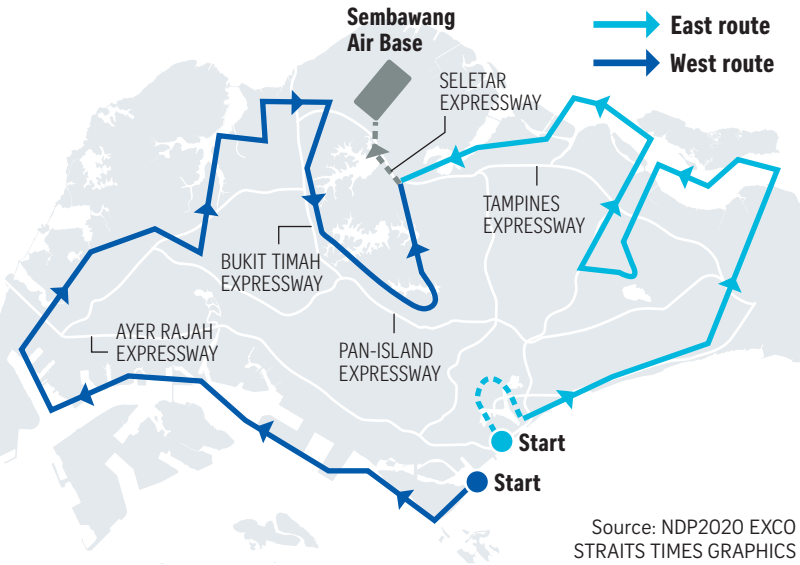 Sembawang
Air Base
East route
West route
SELETAR
EXPRESSWAY
TAMPINES
EXPRESSWAY
BUKIT TIMAH
EXPRESSWAY
AYER RAJAH
EXPRESSWAY
PAN-ISLAND
EXPRESSWAY
Start
Start
Source: NDP2020 EXCO
STRAITS TIMES GRAPHICS